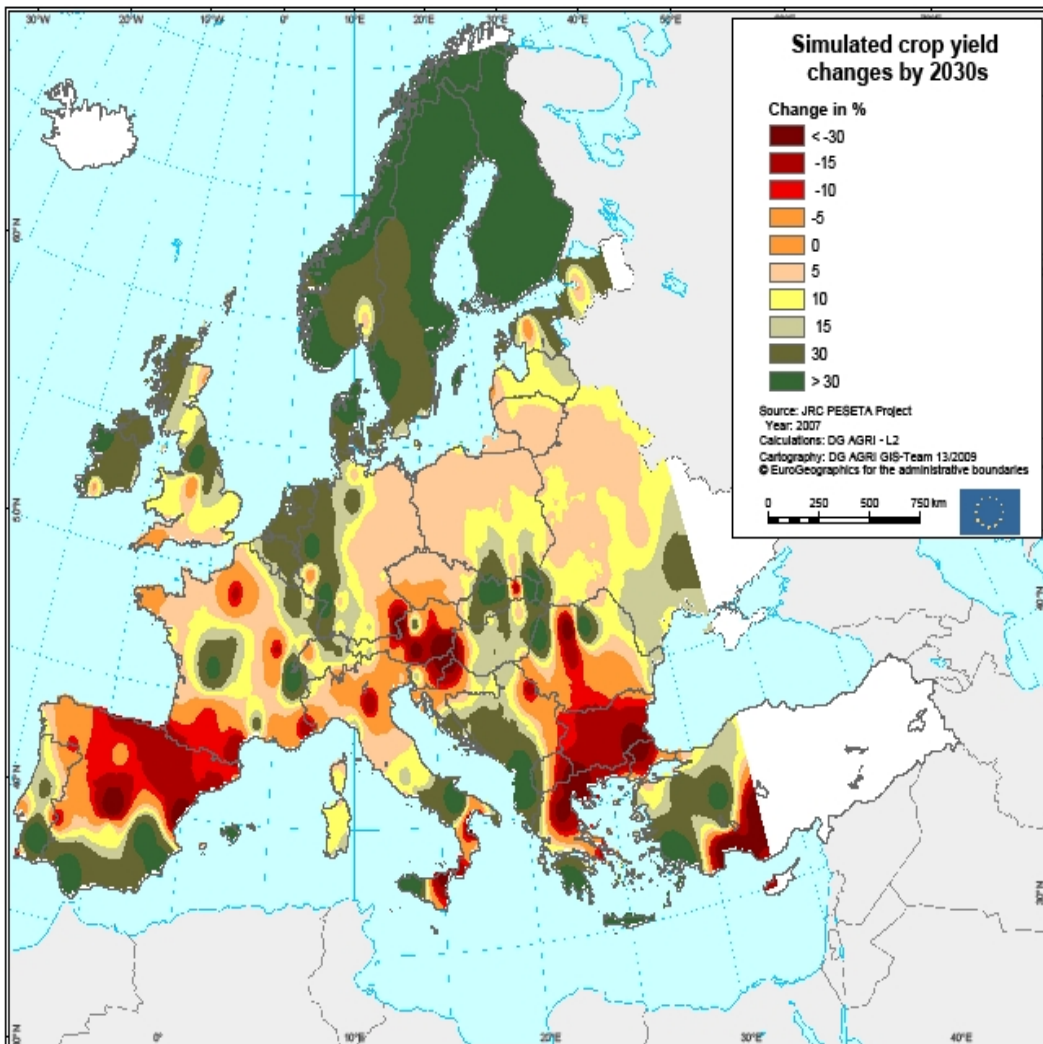 30°W 20°W 10°W 0° 10°E 20°E 30°E 40°E 50°E 60°E
Simulated crop yield
changes by 2030s
Change in %
< -30
-15
-10
-5
0
5
10
15
30
> 30
Source: JRC PESETA Project
Year: 2007
Calculations: DG AGRI - L2
Cartography: DG AGRI GIS-Team 13/2009
© EuroGeographics for the administrative boundaries
0 250 500 750 km
60°N
50°N
40°N
40°N
30°N
0° 10°E 20°E 30°E 40°E